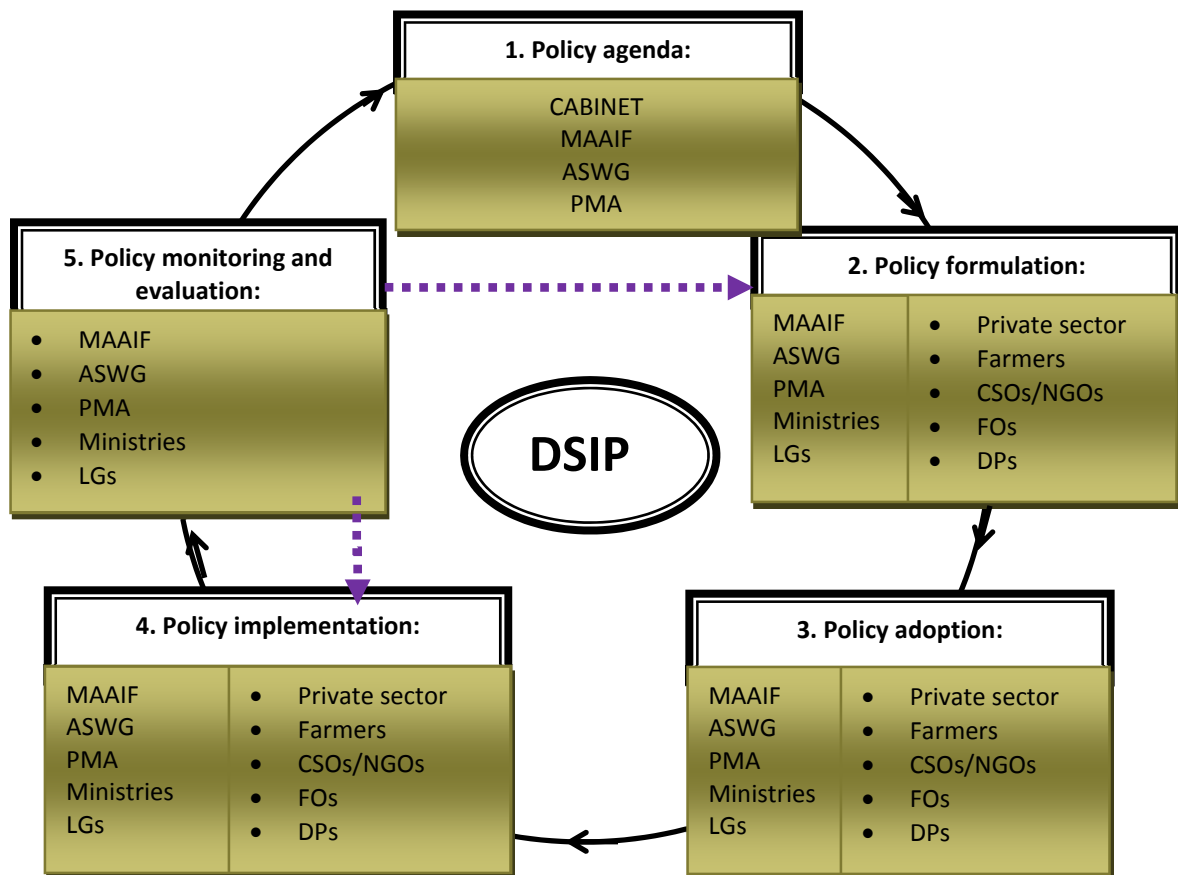 1. Policy agenda:
CABINET
MAAIF
ASWG
PMA
2. Policy formulation:
MAAIF
ASWG
PMA
Ministries
LGs
• Private sector
• Farmers
• CSOs/NGOs
• FOs
• DPs
3. Policy adoption:
MAAIF
ASWG
PMA
Ministries
LGs
• Private sector
• Farmers
• CSOs/NGOs
• FOs
• DPs
4. Policy implementation:
MAAIF
ASWG
PMA
Ministries
LGs
• Private sector
• Farmers
• CSOs/NGOs
• FOs
• DPs
5. Policy monitoring and
evaluation:
• MAAIF
• ASWG
• PMA
• Ministries
• LGs
DSIP